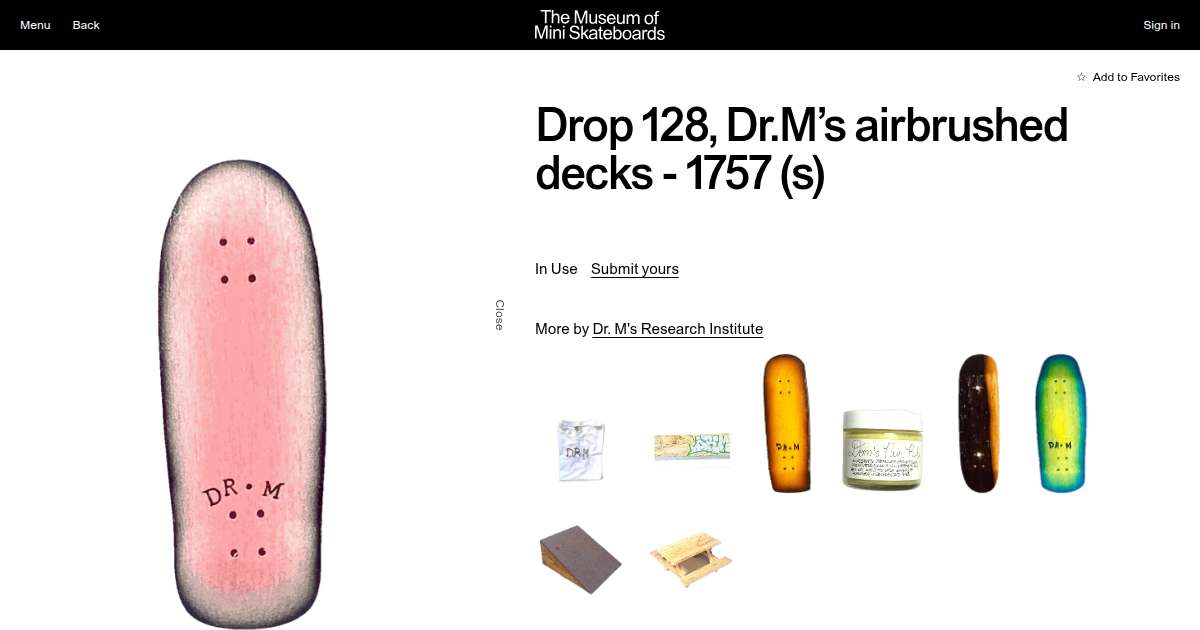 Menu
Back
The Museum of
Mini Skateboards
Sign in
☆ Add to Favorites
Drop 128, Dr.M’s airbrushed
decks - 1757 (s)
In Use
Submit yours
Close
More by Dr. M's Research Institute
DR • M
DR M
DR•M
DR•M